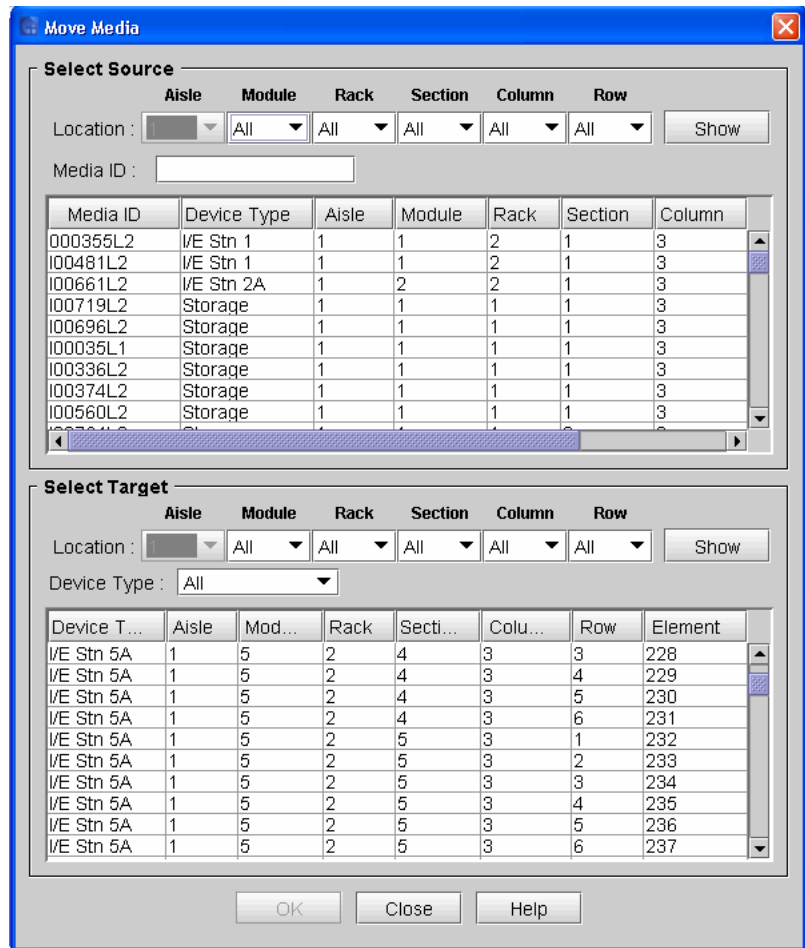 Move Media
Select Source
Aisle Module Rack Section Column Row
Location : 1 All All All All All Show
Media ID :
Media ID Device Type Aisle Module Rack Section Column
000355L2 I/E Stn 1 1 1 2 1 3
I00481L2 I/E Stn 1 1 1 2 1 3
I00661L2 I/E Stn 2A 1 2 2 1 3
I00719L2 Storage 1 1 1 1 3
I00696L2 Storage 1 1 1 1 3
I00035L1 Storage 1 1 1 1 3
I00336L2 Storage 1 1 1 1 3
I00374L2 Storage 1 1 1 1 3
I00560L2 Storage 1 1 1 1 3
Select Target
Aisle Module Rack Section Column Row
Location : 1 All All All All All Show
Device Type : All
Device T... Aisle Mod... Rack Secti... Colu... Row Element
I/E Stn 5A 1 5 2 4 3 3 228
I/E Stn 5A 1 5 2 4 3 4 229
I/E Stn 5A 1 5 2 4 3 5 230
I/E Stn 5A 1 5 2 4 3 6 231
I/E Stn 5A 1 5 2 5 3 1 232
I/E Stn 5A 1 5 2 5 3 2 233
I/E Stn 5A 1 5 2 5 3 3 234
I/E Stn 5A 1 5 2 5 3 4 235
I/E Stn 5A 1 5 2 5 3 5 236
I/E Stn 5A 1 5 2 5 3 6 237
OK Close Help